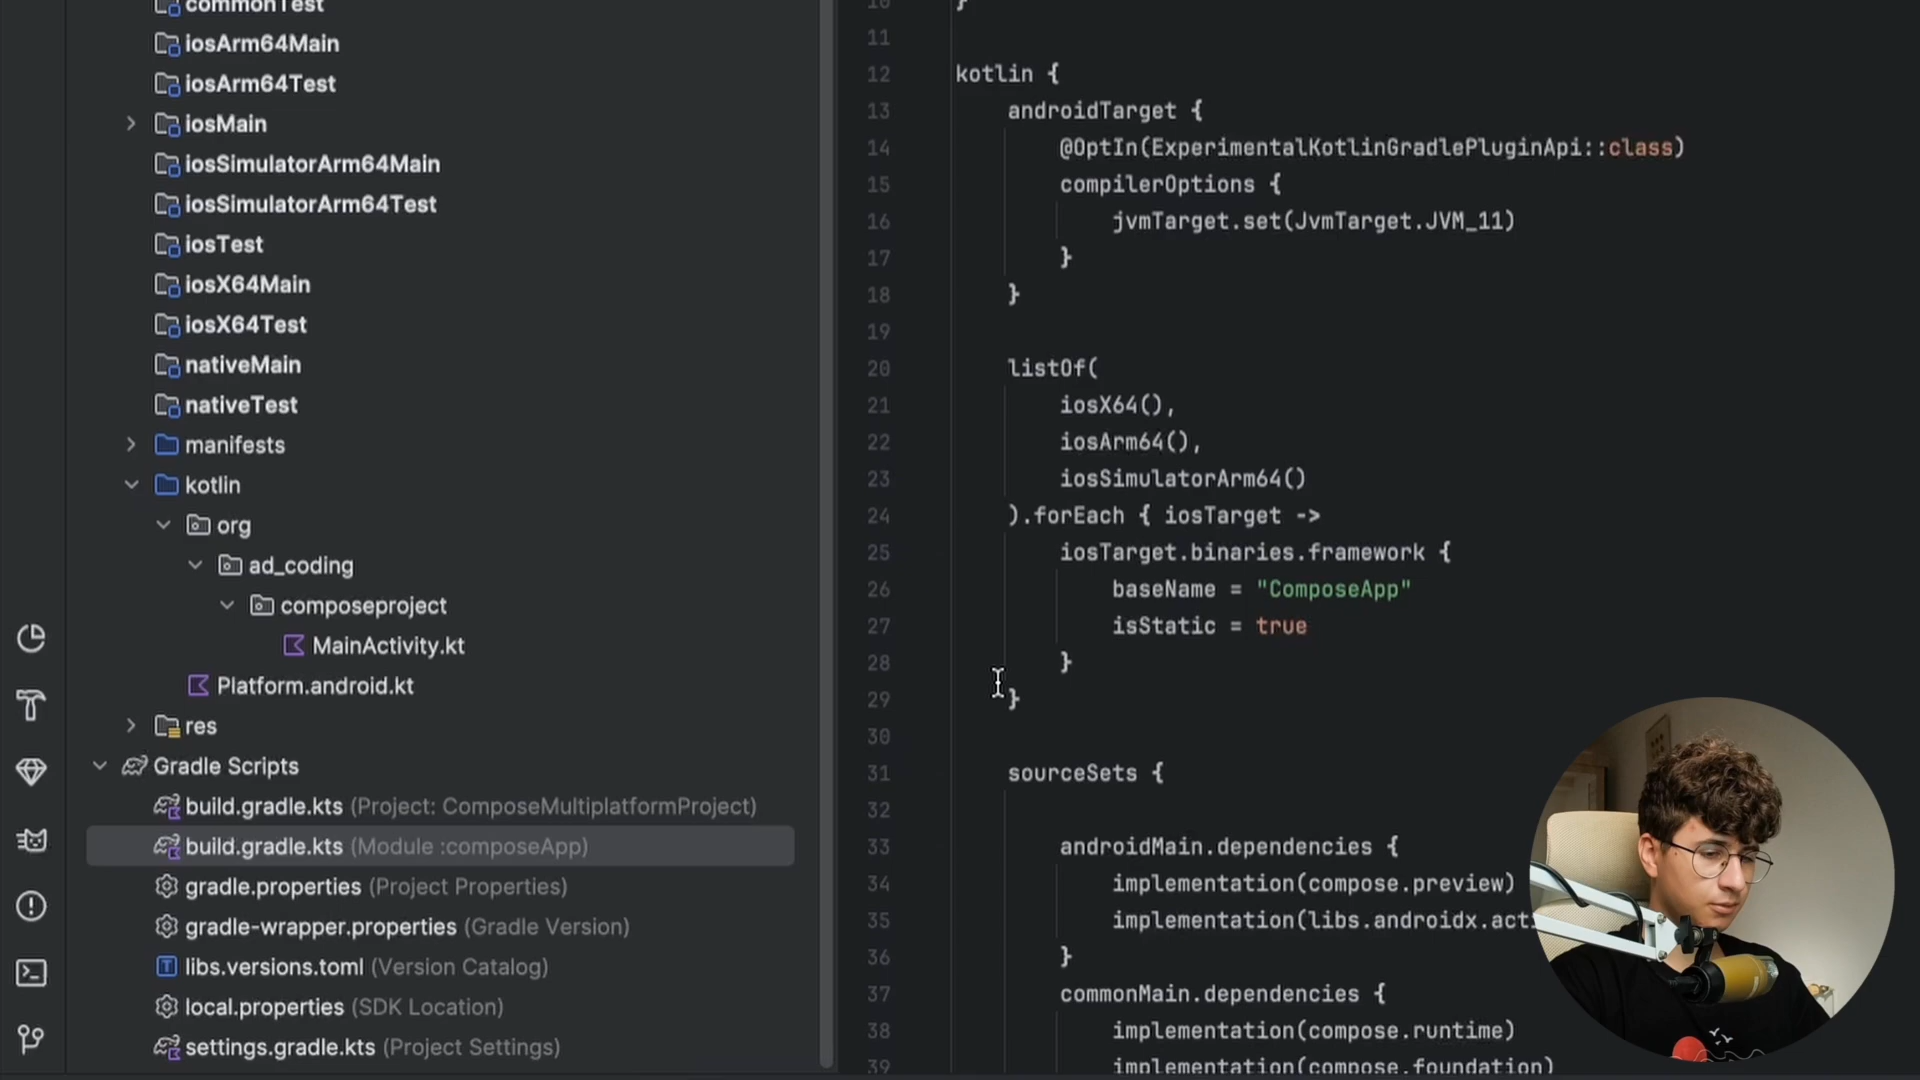 commonTest
iosArm64Main
iosArm64Test
iosMain
iosSimulatorArm64Main
iosSimulatorArm64Test
iosTest
iosX64Main
iosX64Test
nativeMain
nativeTest
manifests
kotlin
org
ad_coding
composeproject
MainActivity.kt
Platform.android.kt
res
Gradle Scripts
build.gradle.kts (Project: ComposeMultiplatformProject)
build.gradle.kts (Module :composeApp)
gradle.properties (Project Properties)
gradle-wrapper.properties (Gradle Version)
libs.versions.toml (Version Catalog)
local.properties (SDK Location)
settings.gradle.kts (Project Settings)
10 }
11
12 kotlin {
13 androidTarget {
14 @OptIn(ExperimentalKotlinGradlePluginApi::class)
15 compilerOptions {
16 jvmTarget.set(JvmTarget.JVM_11)
17 }
18 }
19
20 listOf(
21 iosX64(),
22 iosArm64(),
23 iosSimulatorArm64()
24 ).forEach { iosTarget ->
25 iosTarget.binaries.framework {
26 baseName = "ComposeApp"
27 isStatic = true
28 }
29 }
30
31 sourceSets {
32
33 androidMain.dependencies {
34 implementation(compose.preview)
35 implementation(libs.androidx.acti
36 }
37 commonMain.dependencies {
38 implementation(compose.runtime)
39 implementation(compose.foundation)